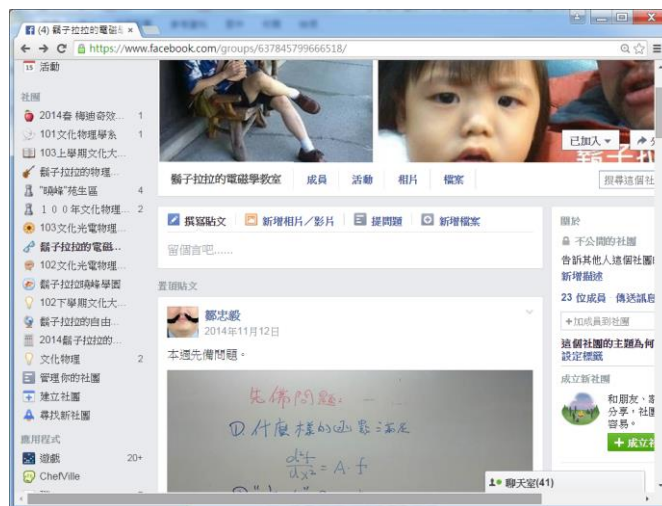 (4) 鬍子拉拉的電磁
https://www.facebook.com/groups/637845799666518/
15 活動
社團
2014春 梅迪奇效... 1
101文化物理學系 1
103上學期文化大...
鬍子拉拉的物理...
"曉峰"苑生區 4
１００年文化物理... 2
103文化光電物理...
鬍子拉拉的電磁...
102文化光電物理...
鬍子拉拉曉峰學園
102下學期文化大...
鬍子拉拉的自由...
2014鬍子拉拉的...
文化物理 2
管理你的社團
建立社團
尋找新社團
應用程式
遊戲 20+
ChefVille
已加入
鬍子拉拉的電磁學教室 成員 活動 相片 檔案
搜尋這個社
撰寫貼文 新增相片／影片 提問題 新增檔案
留個言吧......
置頂貼文
鄭忠毅
2014年11月12日
本週先備問題。
先備問題:
①. 什麼樣的函數滿足
d²f/dx² = A·f
關於
不公開的社團
告訴其他人這個社團的
新增描述
23 位成員 · 傳送訊息
+加成員到社團
這個社團的主題為何
設定標籤
成立新社團
和朋友、家
分享，社團
容易。
+ 成立社
聊天室(41)